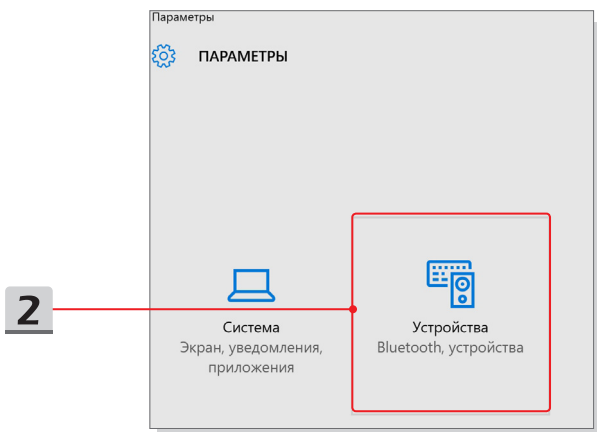 Параметры
ПАРАМЕТРЫ
2
Система
Экран, уведомления,
приложения
Устройства
Bluetooth, устройства